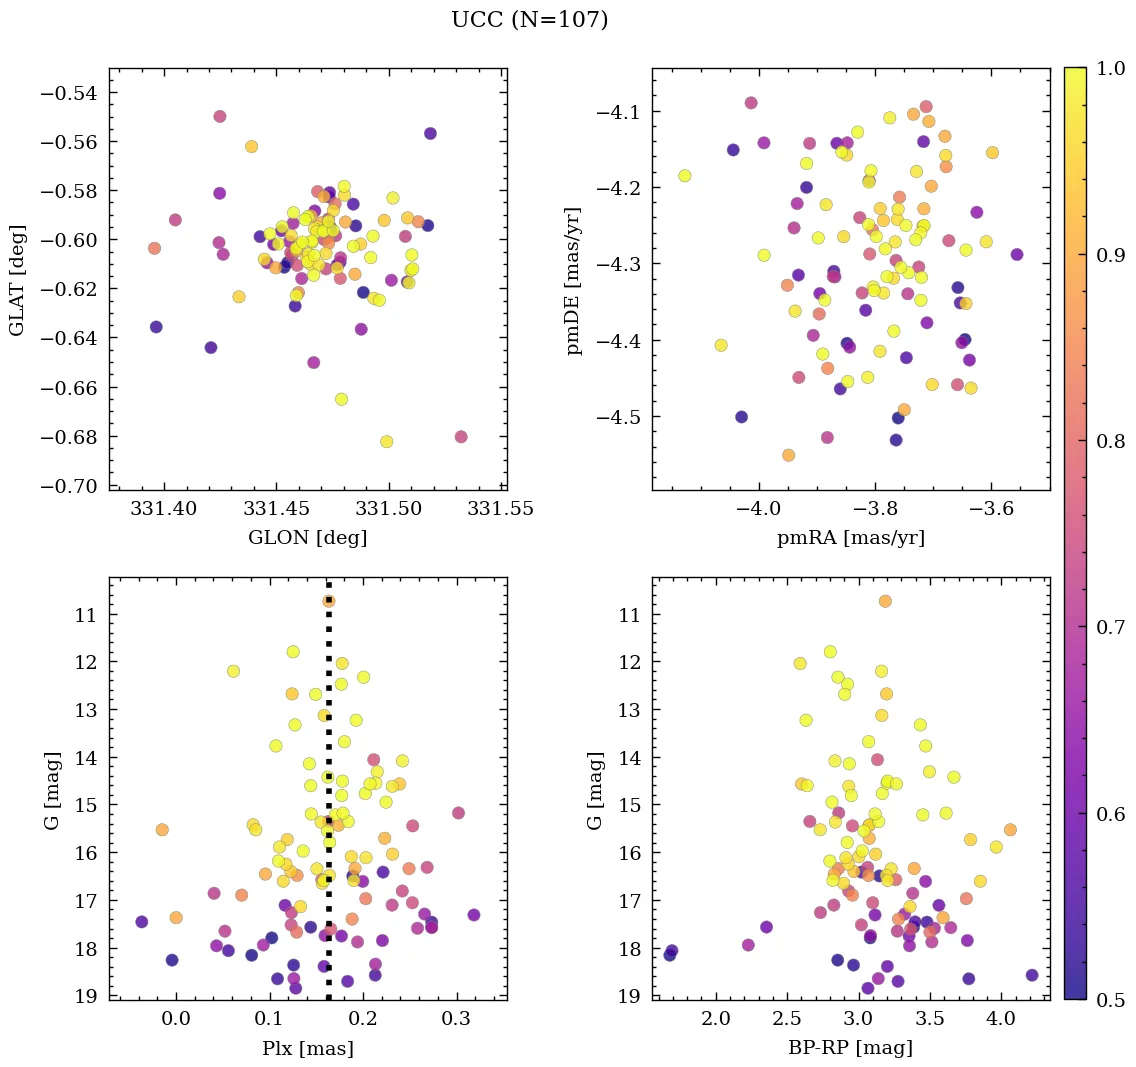 UCC (N=107)
−0.54
−0.56
−0.58
−0.60
−0.62
−0.64
−0.66
−0.68
−0.70
GLAT [deg]
331.40 331.45 331.50 331.55
GLON [deg]
−4.1
−4.2
−4.3
−4.4
−4.5
pmDE [mas/yr]
−4.0 −3.8 −3.6
pmRA [mas/yr]
11
12
13
14
15
16
17
18
19
G [mag]
0.0 0.1 0.2 0.3
Plx [mas]
11
12
13
14
15
16
17
18
19
G [mag]
2.0 2.5 3.0 3.5 4.0
BP-RP [mag]
1.0
0.9
0.8
0.7
0.6
0.5